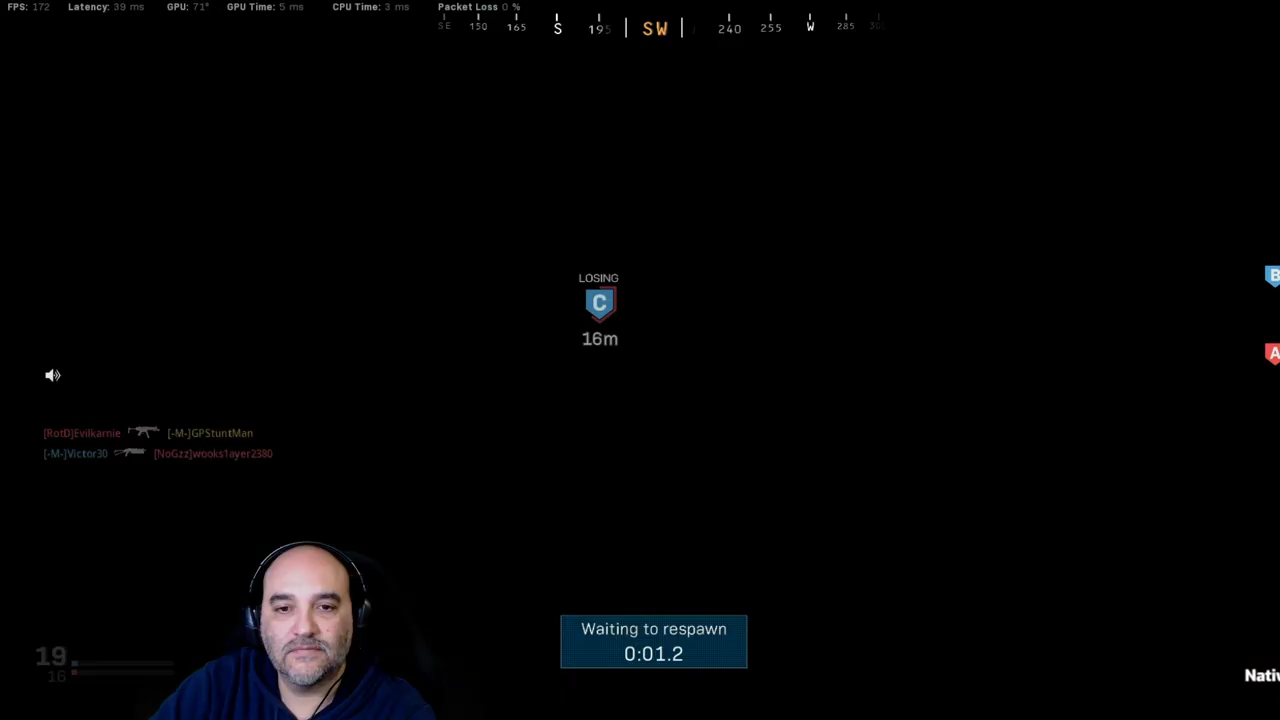 FPS: 172 Latency: 39 ms GPU: 71° GPU Time: 5 ms CPU Time: 3 ms Packet Loss 0 %
SE 150 165 S 195 SW 240 255 W 285
LOSING
C
16m
B
A
[RotD]Evilkarnie [-M-]GPStuntMan
[-M-]Victor30 [NoGzz]wooks1ayer2380
Waiting to respawn
0:01.2
19
16
Nativ